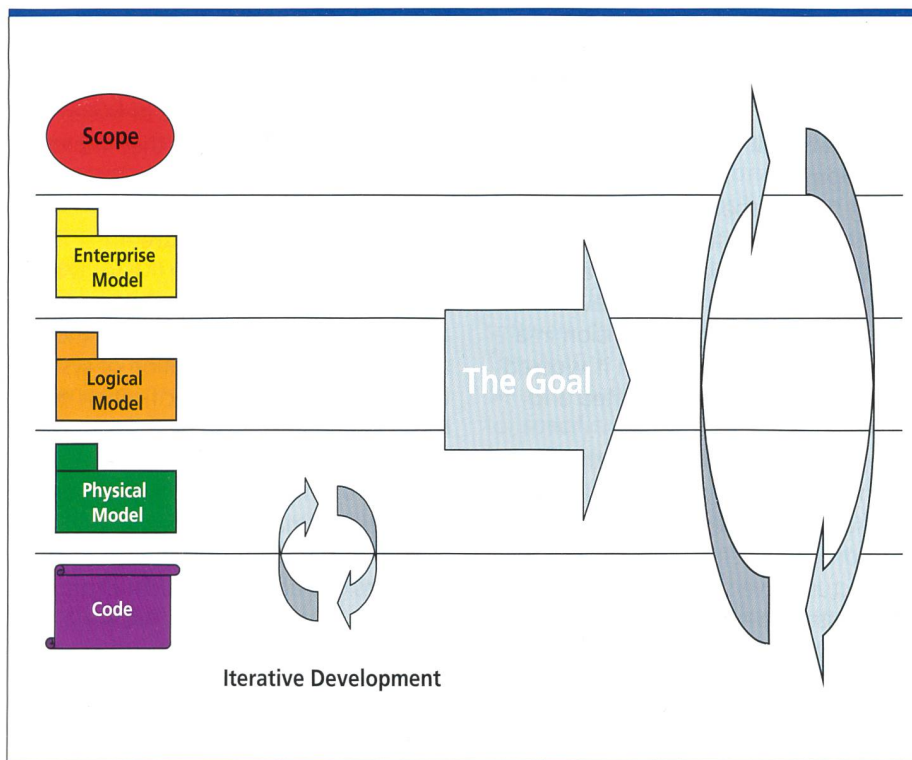 Scope
Enterprise
Model
Logical
Model
The Goal
Physical
Model
Code
Iterative Development